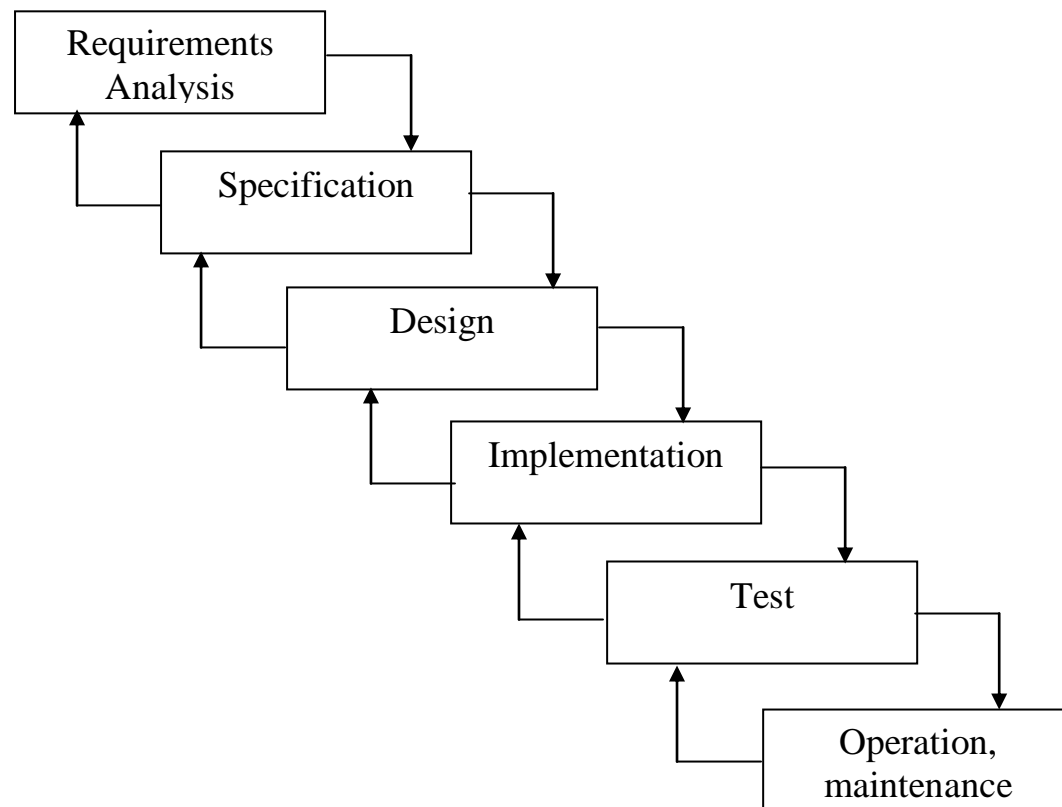 Requirements
Analysis
Specification
Design
Implementation
Test
Operation,
maintenance